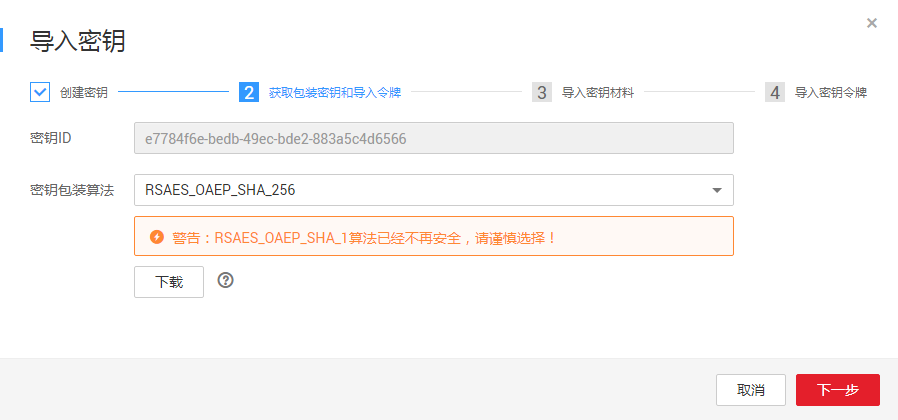 导入密钥
创建密钥
2 获取包装密钥和导入令牌
3 导入密钥材料
4 导入密钥令牌
密钥ID
e7784f6e-bedb-49ec-bde2-883a5c4d6566
密钥包装算法
RSAES_OAEP_SHA_256
警告：RSAES_OAEP_SHA_1算法已经不再安全，请谨慎选择！
下载
取消
下一步